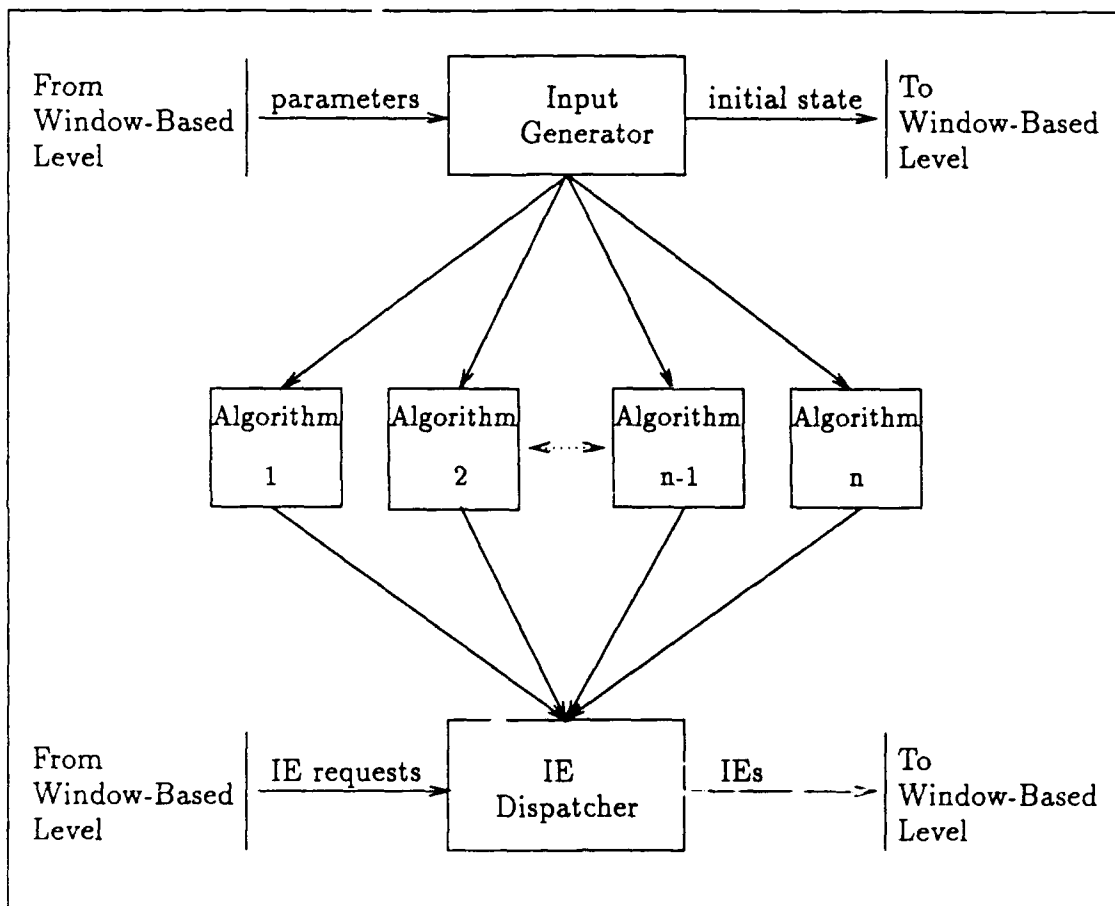 From
Window-Based
Level
parameters
Input
Generator
initial state
To
Window-Based
Level
Algorithm
1
Algorithm
2
Algorithm
n-1
Algorithm
n
From
Window-Based
Level
IE requests
IE
Dispatcher
IEs
To
Window-Based
Level